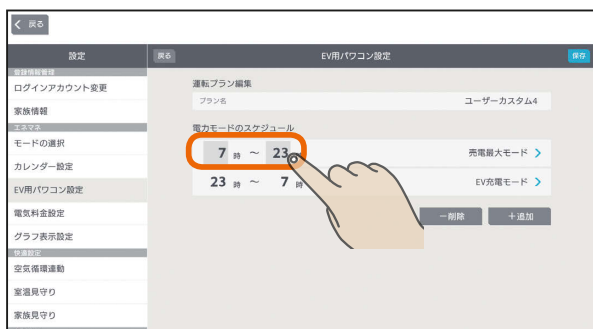 戻る
設定
戻る
EV用パワコン設定
保存
登録情報管理
ログインアカウント変更
家族情報
エネマネ
モードの選択
カレンダー設定
EV用パワコン設定
電気料金設定
グラフ表示設定
快適設定
空気循環連動
室温見守り
家族見守り
運転プラン編集
プラン名 ユーザーカスタム4
電力モードのスケジュール
7 時 ～ 23 売電最大モード
23 時 ～ 7 時 EV充電モード
－削除 ＋追加